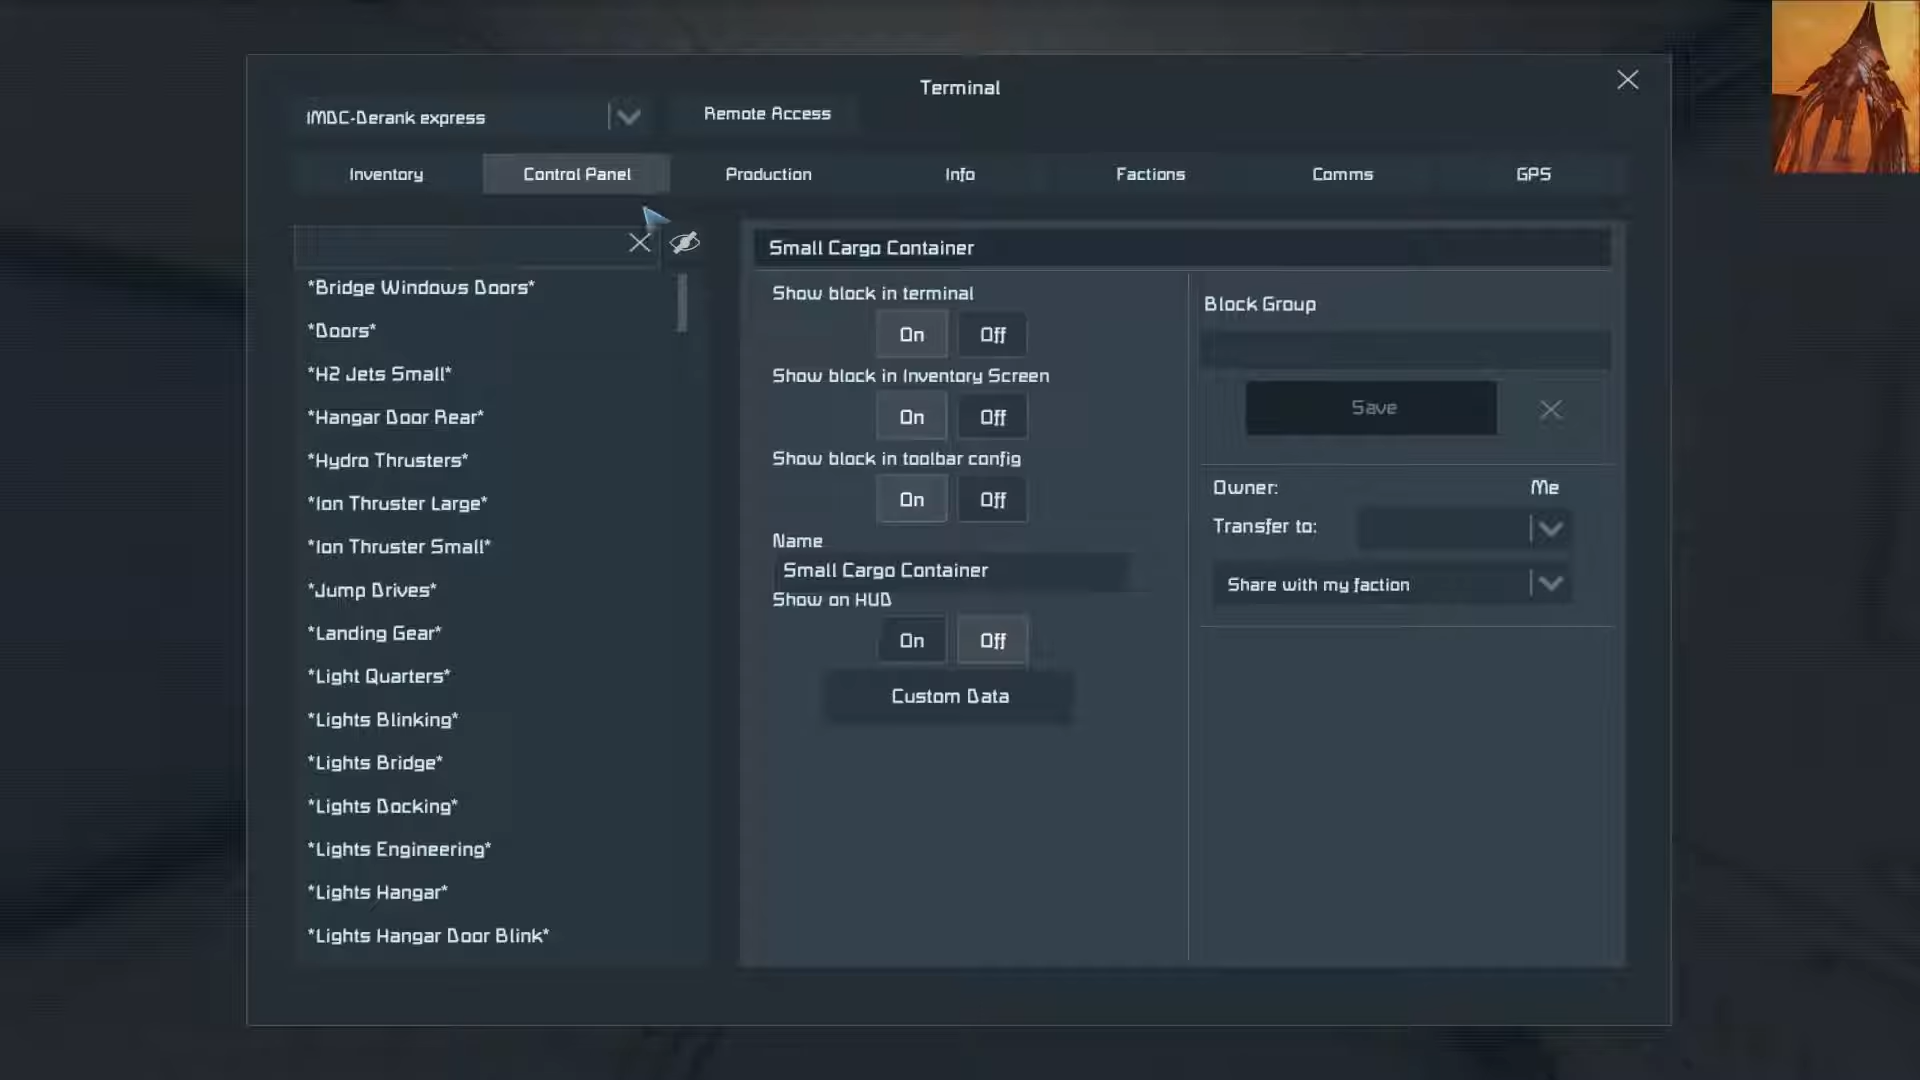 Terminal
IMDC-Derank express
Remote Access
Inventory
Control Panel
Production
Info
Factions
Comms
GPS
*Bridge Windows Doors*
*Doors*
*H2 Jets Small*
*Hangar Door Rear*
*Hydro Thrusters*
*Ion Thruster Large*
*Ion Thruster Small*
*Jump Drives*
*Landing Gear*
*Light Quarters*
*Lights Blinking*
*Lights Bridge*
*Lights Docking*
*Lights Engineering*
*Lights Hangar*
*Lights Hangar Door Blink*
Small Cargo Container
Show block in terminal
On Off
Show block in Inventory Screen
On Off
Show block in toolbar config
On Off
Name
Small Cargo Container
Show on HUD
On Off
Custom Data
Block Group
Save
Owner: Me
Transfer to:
Share with my faction